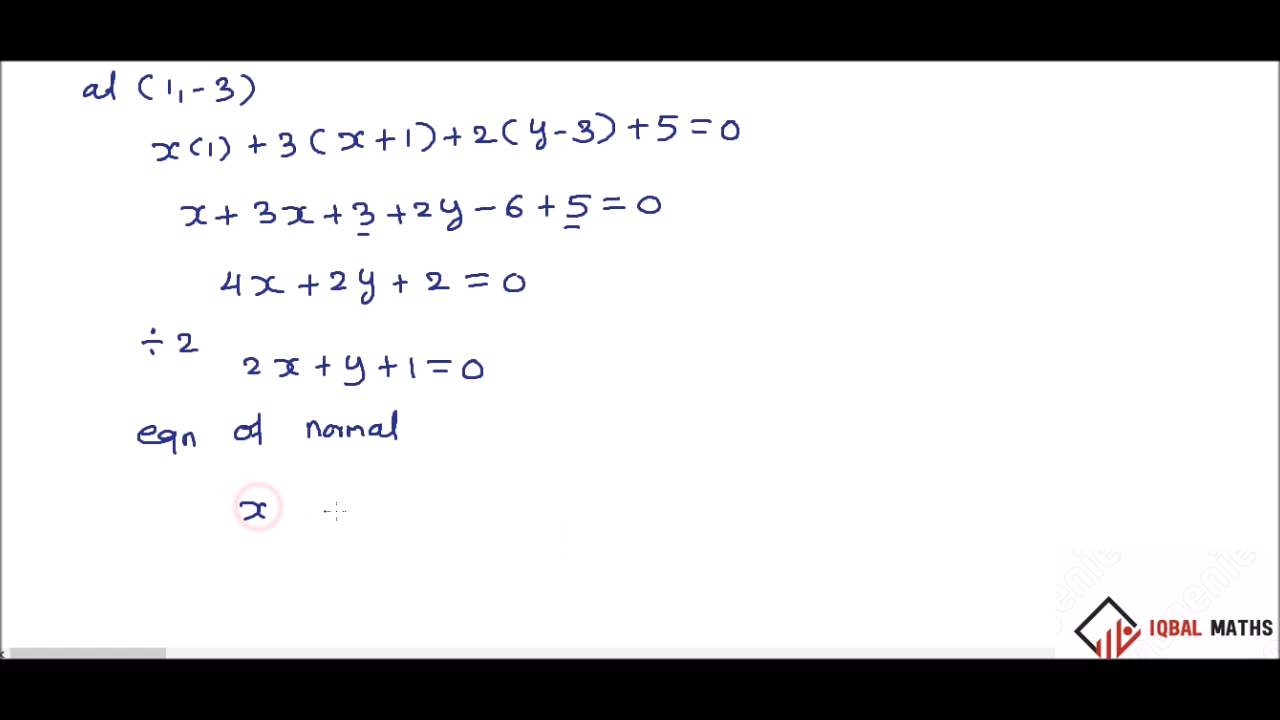 at (1, -3)
x(1) + 3(x+1) + 2(y-3) + 5 = 0
x + 3x + 3 + 2y - 6 + 5 = 0
4x + 2y + 2 = 0
÷ 2
2x + y + 1 = 0
eqn of normal
x
IQBAL MATHS